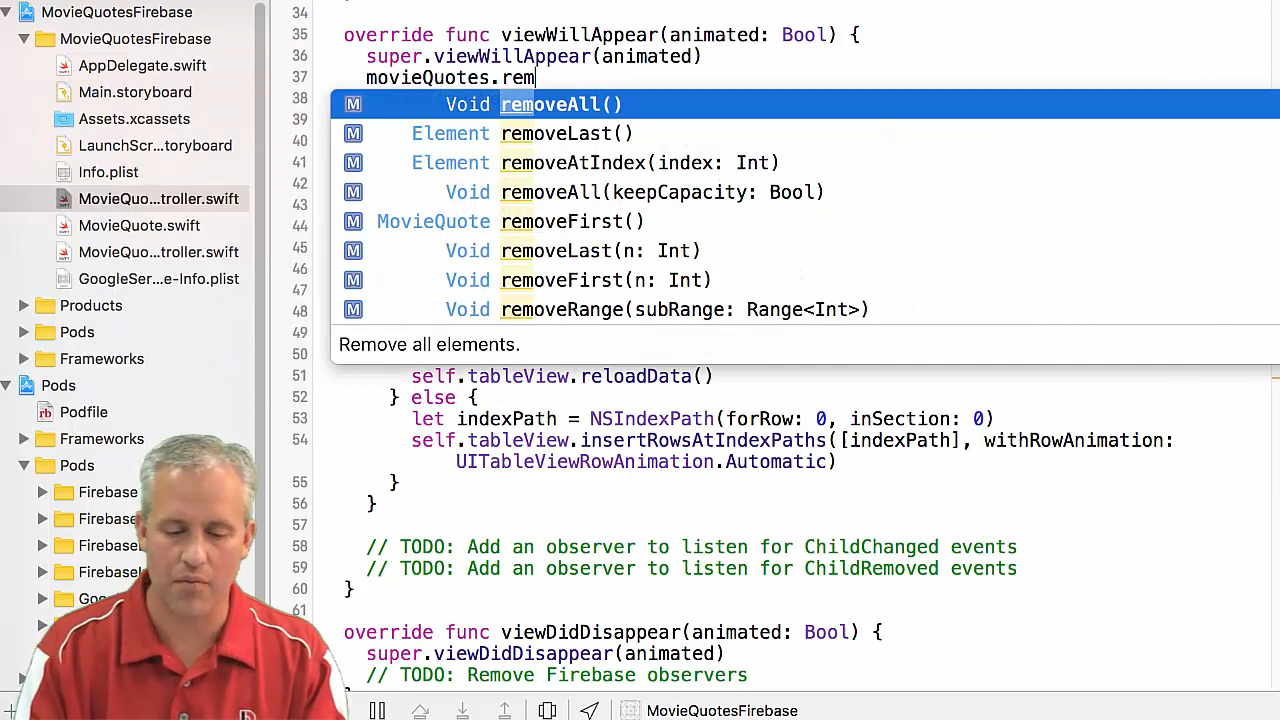 MovieQuotesFirebase
MovieQuotesFirebase
AppDelegate.swift
Main.storyboard
Assets.xcassets
LaunchScr...toryboard
Info.plist
MovieQuo...troller.swift
MovieQuote.swift
MovieQuo...troller.swift
GoogleSer...e-Info.plist
Products
Pods
Frameworks
Pods
Podfile
Frameworks
Pods
Firebase
Firebase
Firebase
Firebase
34
35 override func viewWillAppear(animated: Bool) {
36 super.viewWillAppear(animated)
37 movieQuotes.rem
38 M Void removeAll()
39 M Element removeLast()
40
41 M Element removeAtIndex(index: Int)
42 M Void removeAll(keepCapacity: Bool)
43
44 M MovieQuote removeFirst()
45 M Void removeLast(n: Int)
46
47 M Void removeFirst(n: Int)
48 M Void removeRange(subRange: Range<Int>)
49 Remove all elements.
50
51 self.tableView.reloadData()
52 } else {
53 let indexPath = NSIndexPath(forRow: 0, inSection: 0)
54 self.tableView.insertRowsAtIndexPaths([indexPath], withRowAnimation:
UITableViewRowAnimation.Automatic)
55 }
56 }
57
58 // TODO: Add an observer to listen for ChildChanged events
59 // TODO: Add an observer to listen for ChildRemoved events
60 }
61
override func viewDidDisappear(animated: Bool) {
super.viewDidDisappear(animated)
// TODO: Remove Firebase observers
MovieQuotesFirebase